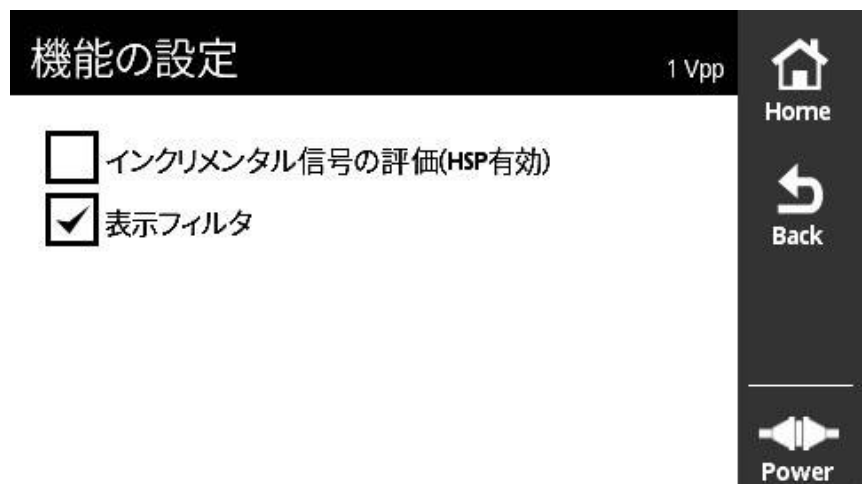 機能の設定
1 Vpp
Home
インクリメンタル信号の評価(HSP有効)
表示フィルタ
Back
Power